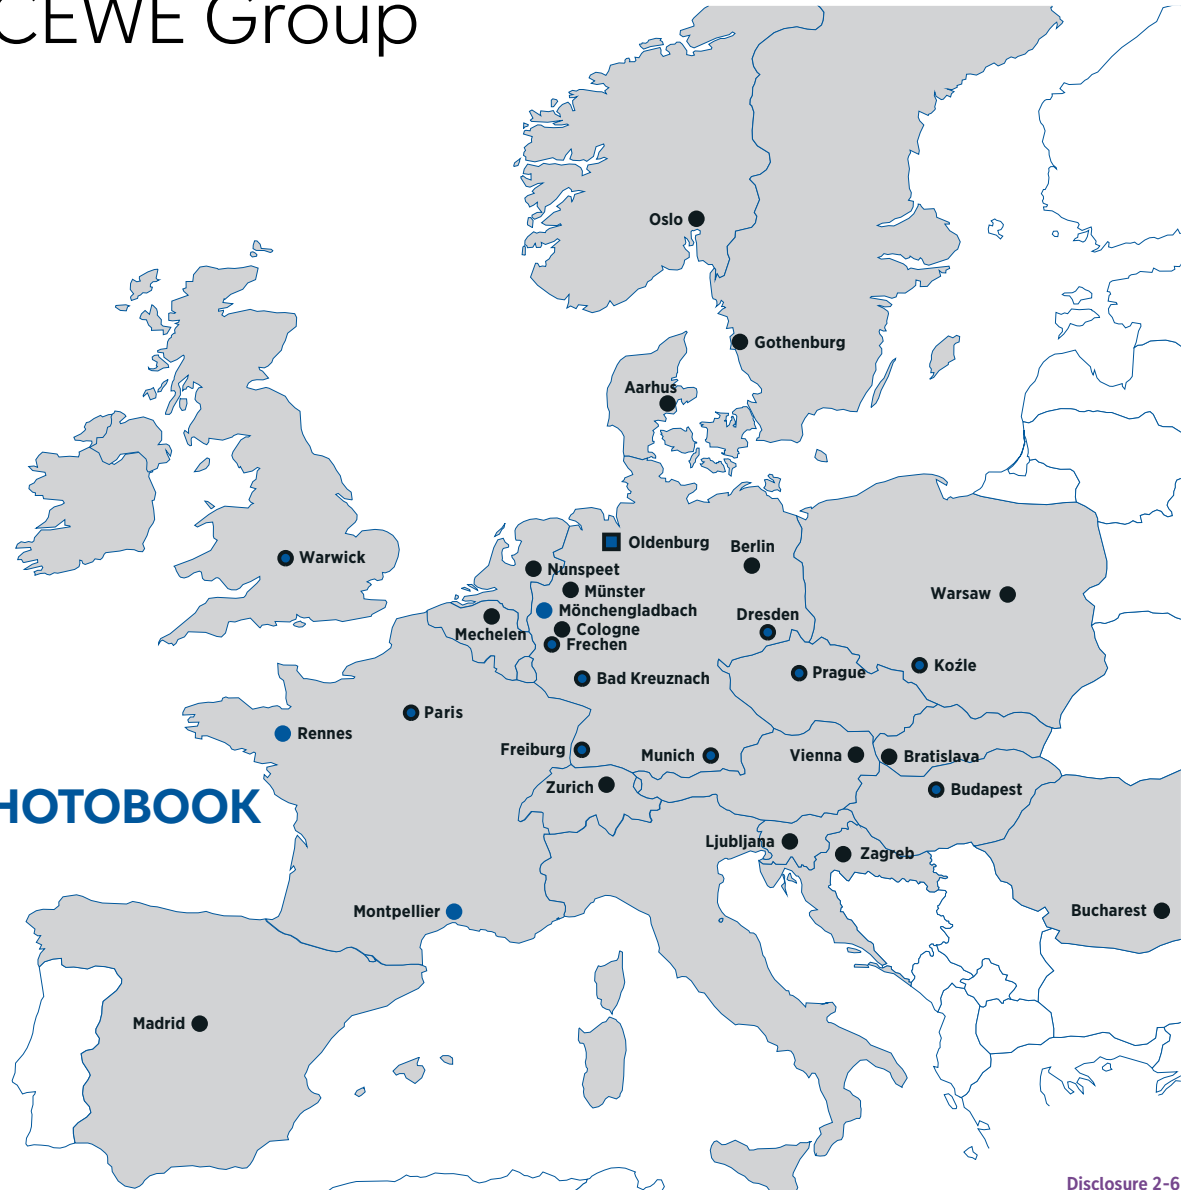 CEWE Group
Oslo
Gothenburg
Aarhus
Warwick
Oldenburg
Berlin
Nunspeet
Münster
Mönchengladbach
Warsaw
Dresden
Mechelen
Cologne
Frechen
Koźle
Prague
Bad Kreuznach
Paris
Rennes
Freiburg
Munich
Vienna
Bratislava
Zurich
Budapest
HOTOBOOK
Ljubljana
Zagreb
Montpellier
Bucharest
Madrid
Disclosure 2-6